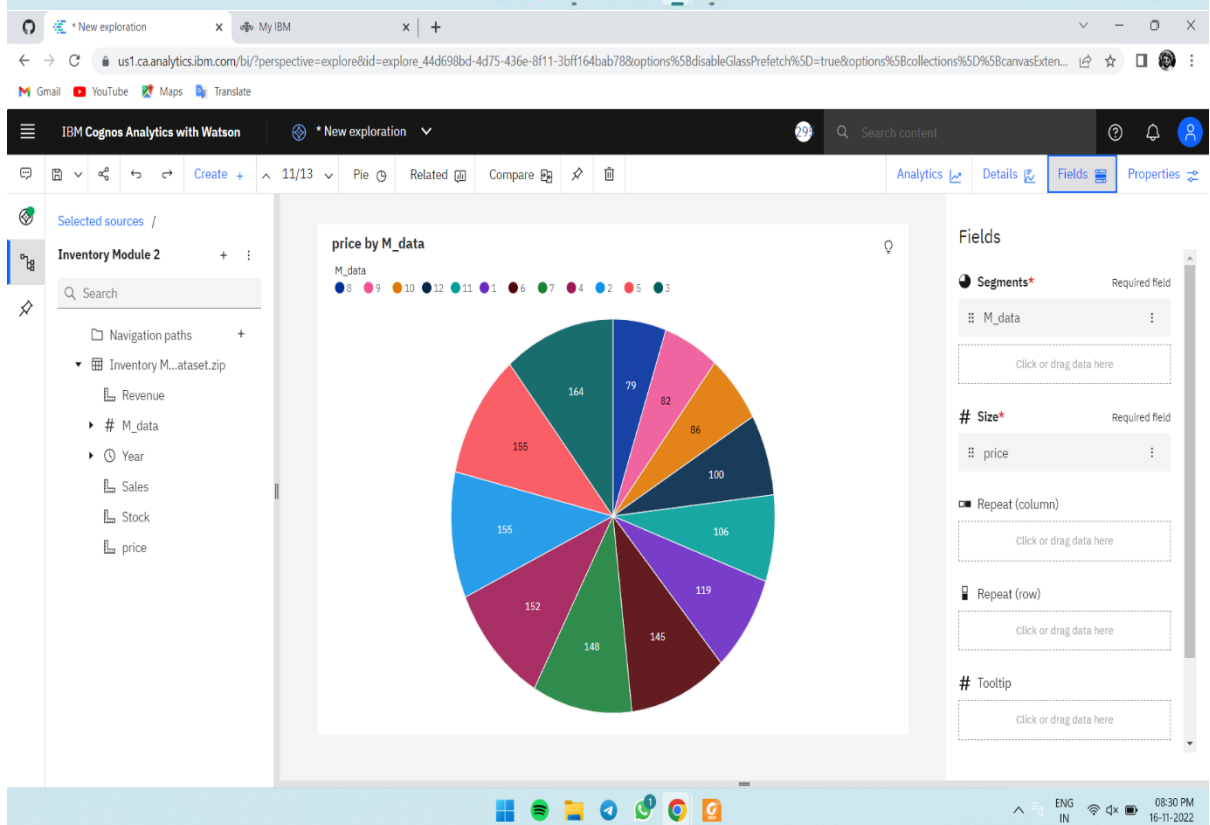 * New exploration
My IBM
us1.ca.analytics.ibm.com/bi/?perspective=explore&id=explore_44d698bd-4d75-436e-8f11-3bff164bab78&options%5BdisableGlassPrefetch%5D=true&options%5Bcollections%5D%5BcanvasExten...
Gmail YouTube Maps Translate
IBM Cognos Analytics with Watson * New exploration Search content
Create + 11/13 Pie Related Compare Analytics Details Fields Properties
Selected sources /
Inventory Module 2
Search
Navigation paths
Inventory M...ataset.zip
Revenue
# M_data
Year
Sales
Stock
price
price by M_data
M_data
8 9 10 12 11 1 6 7 4 2 5 3
79
82
86
100
106
119
145
148
152
155
155
164
Fields
Segments* Required field
M_data
Click or drag data here
# Size* Required field
price
Repeat (column)
Click or drag data here
Repeat (row)
Click or drag data here
# Tooltip
Click or drag data here
1
ENG
IN
08:30 PM
16-11-2022